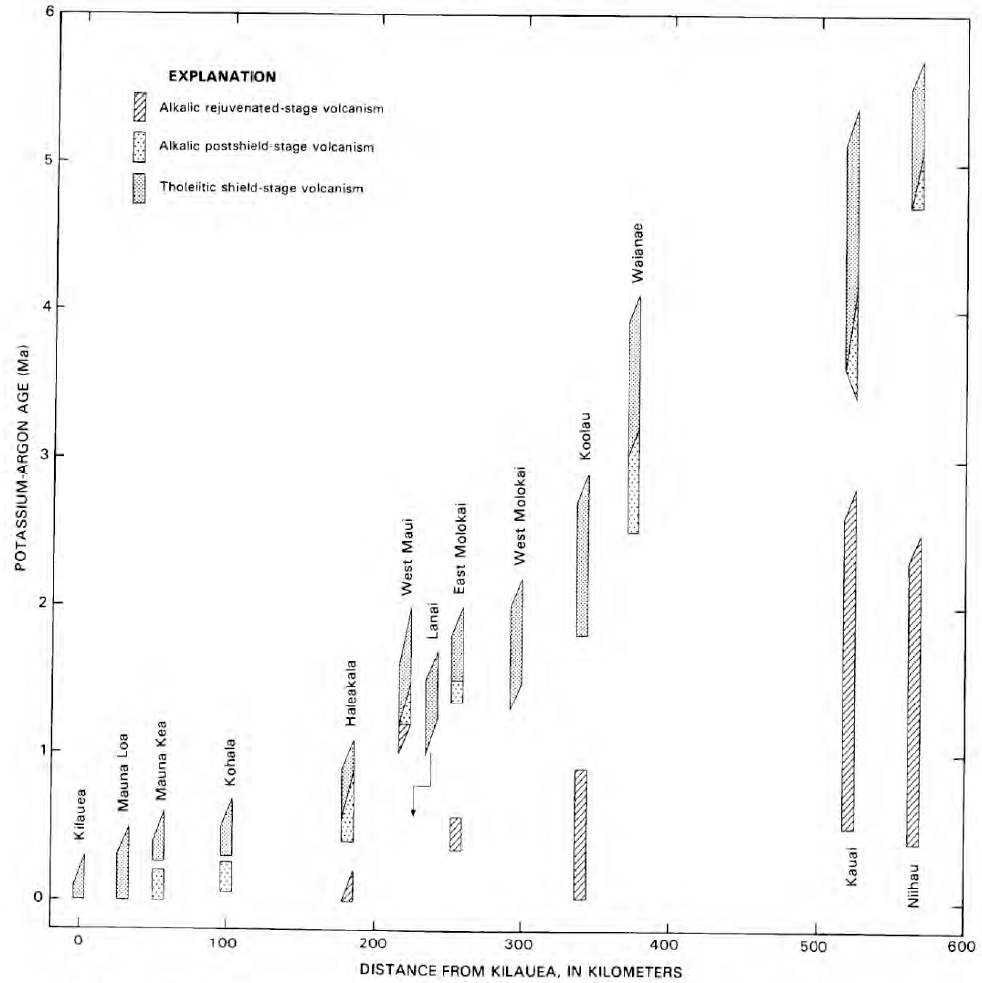 6
5
4
3
2
1
0
POTASSIUM-ARGON AGE (Ma)
EXPLANATION
Alkalic rejuvenated-stage volcanism
Alkalic postshield-stage volcanism
Tholeiitic shield-stage volcanism
Kilauea
Mauna Loa
Mauna Kea
Kohala
Haleakala
West Maui
Lanai
East Molokai
West Molokai
Koolau
Waianae
Kauai
Niihau
0
100
200
300
400
500
600
DISTANCE FROM KILAUEA, IN KILOMETERS